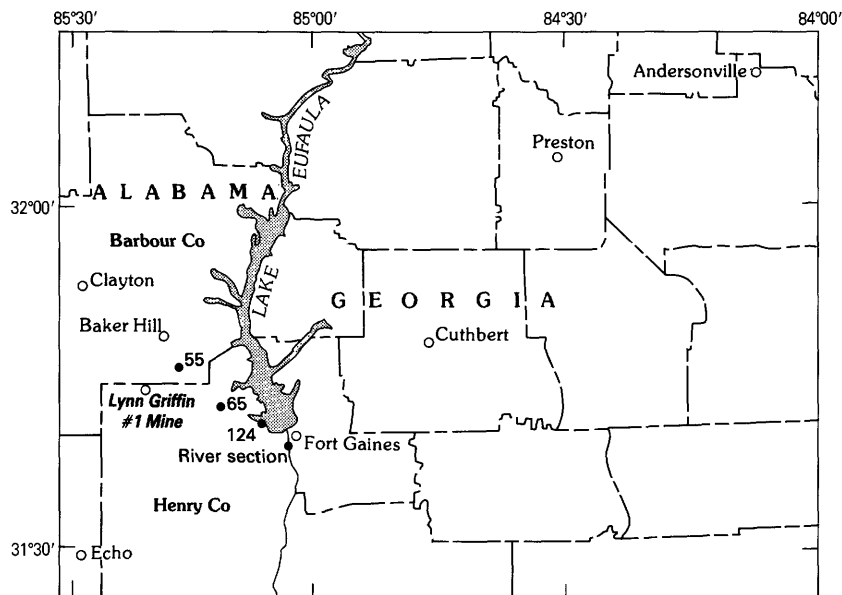 85°30′ 85°00′ 84°30′ 84°00′
Andersonville
EUFAULA
Preston
ALABAMA
32°00′
Barbour Co
LAKE
Clayton
GEORGIA
Baker Hill
Cuthbert
55
Lynn Griffin
#1 Mine
65
124
Fort Gaines
River section
Henry Co
31°30′
Echo